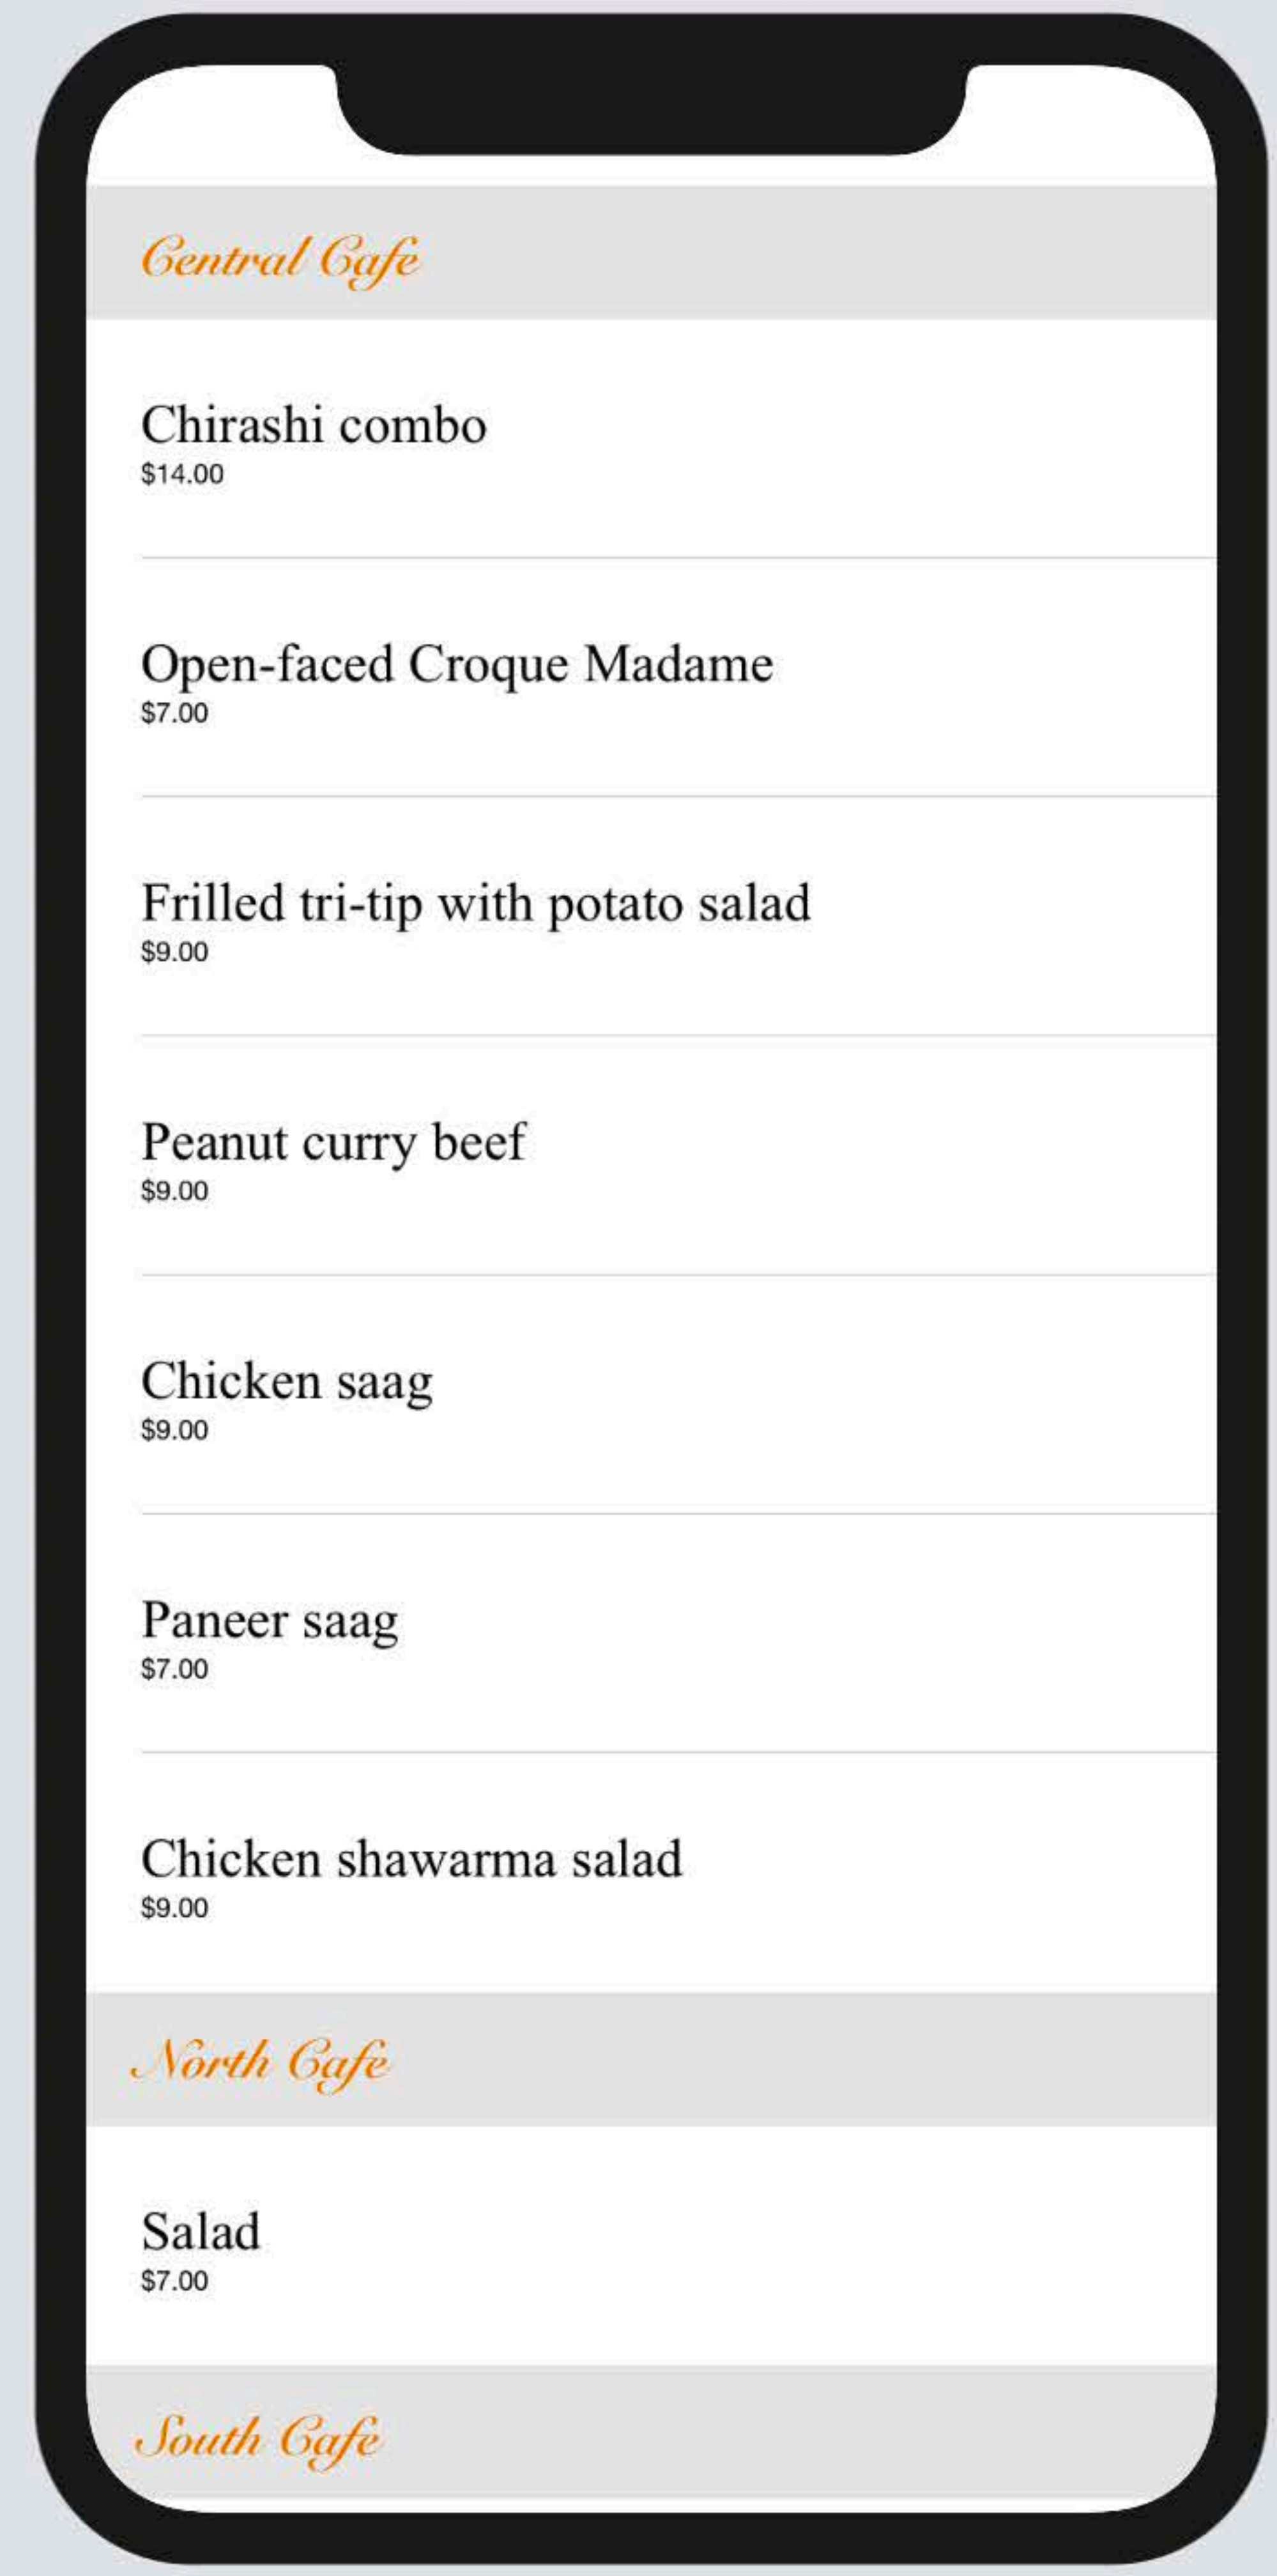 Central Cafe
Chirashi combo
$14.00
Open-faced Croque Madame
$7.00
Frilled tri-tip with potato salad
$9.00
Peanut curry beef
$9.00
Chicken saag
$9.00
Paneer saag
$7.00
Chicken shawarma salad
$9.00
North Cafe
Salad
$7.00
South Cafe